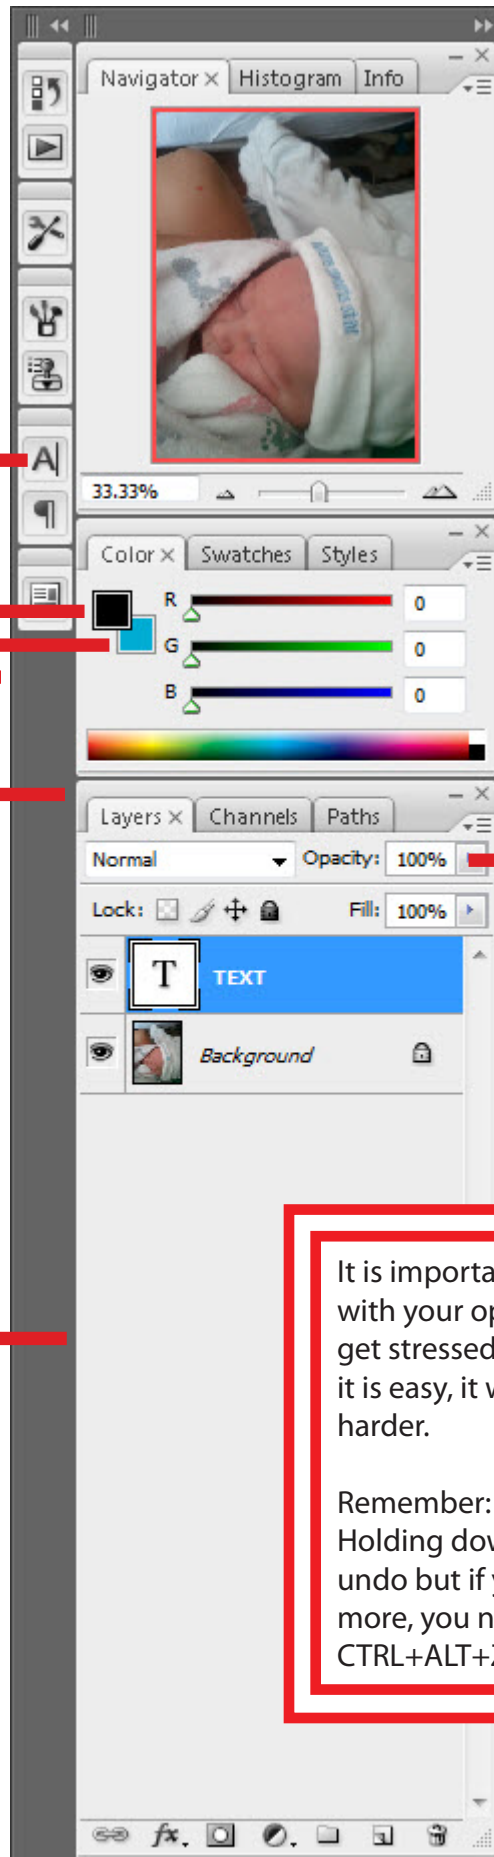 Navigator Histogram Info
33.33%
Color Swatches Styles
R 0
G 0
B 0
Layers Channels Paths
Normal Opacity: 100%
Lock: Fill: 100%
T TEXT
Background
It is importa
with your op
get stressed
it is easy, it w
harder.
Remember:
Holding dow
undo but if y
more, you n
CTRL+ALT+Z
fx.